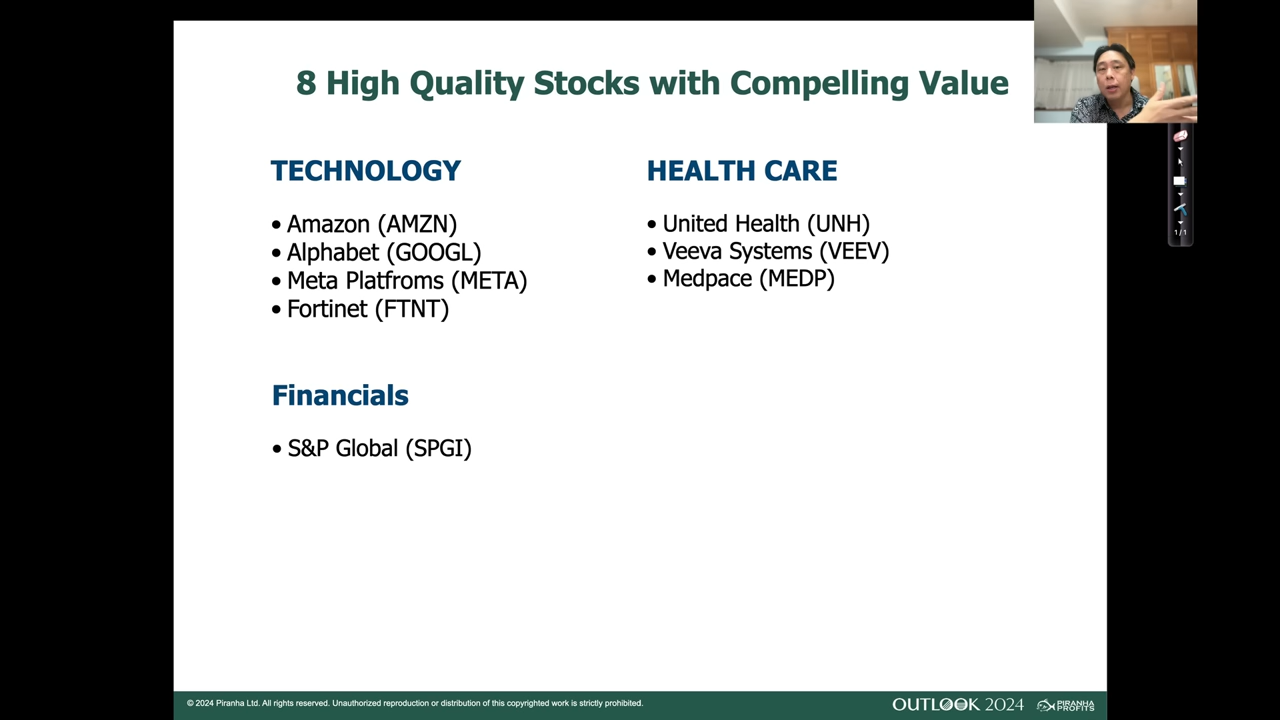 8 High Quality Stocks with Compelling Value
TECHNOLOGY
• Amazon (AMZN)
• Alphabet (GOOGL)
• Meta Platfroms (META)
• Fortinet (FTNT)
HEALTH CARE
• United Health (UNH)
• Veeva Systems (VEEV)
• Medpace (MEDP)
Financials
• S&P Global (SPGI)
1/1
© 2024 Piranha Ltd. All rights reserved. Unauthorized reproduction or distribution of this copyrighted work is strictly prohibited.
OUTLOOK 2024
PIRANHA
PROFITS